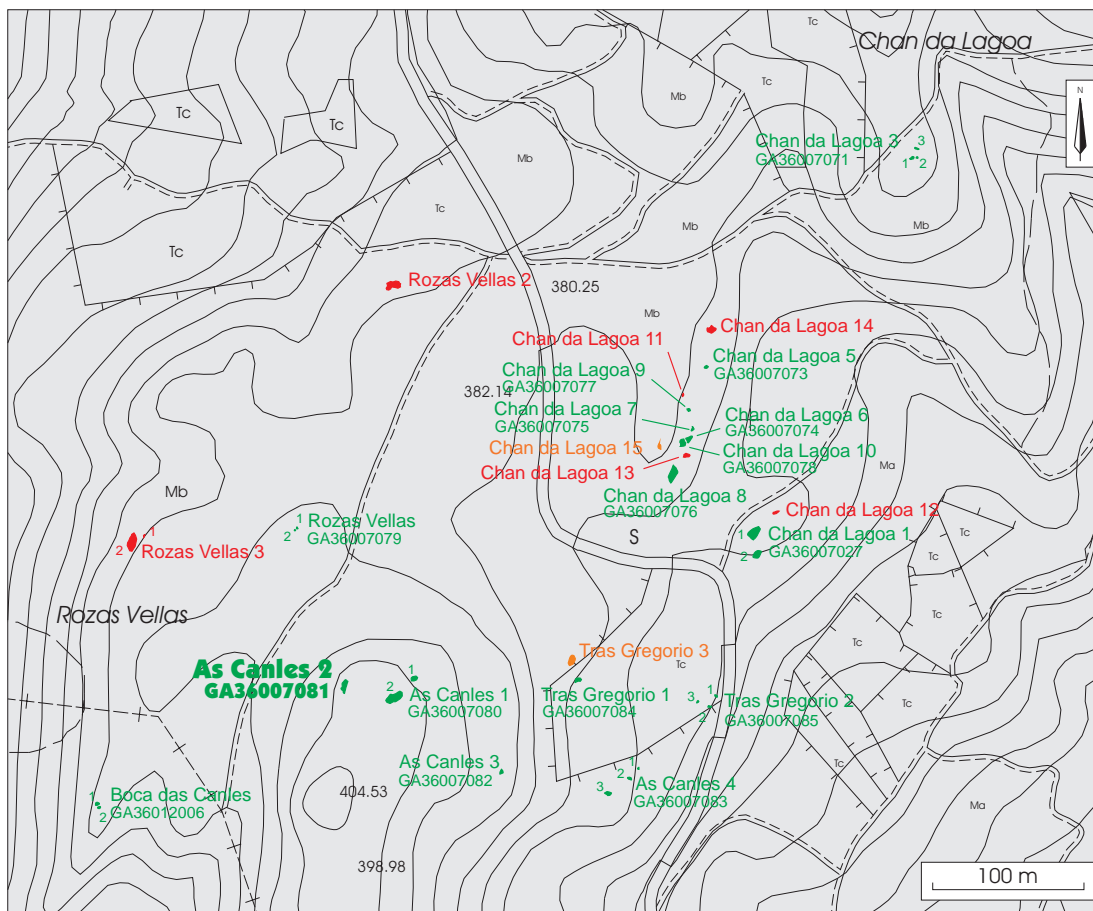 Chan da Lagoa
Tc
Tc
N
Tc
Tc
Mb
Chan da Lagoa 3
GA36007071
3
1
2
Mb
Tc
Mb
Mb
Tc
Rozas Vellas 2
380.25
Mb
Chan da Lagoa 11
Chan da Lagoa 14
Chan da Lagoa 9
GA36007077
Chan da Lagoa 5
GA36007073
382.14
Chan da Lagoa 7
GA36007075
Chan da Lagoa 6
GA36007074
Chan da Lagoa 15
Chan da Lagoa 10
GA36007078
Chan da Lagoa 13
Ma
Mb
Chan da Lagoa 8
GA36007076
Chan da Lagoa 12
1
2
Rozas Vellas
GA36007079
1
2
Rozas Vellas 3
S
1
2
Chan da Lagoa 1
GA36007027
Tc
Tc
Rozas Vellas
Tc
Tras Gregorio 3
Tc
Tc
As Canles 2
GA36007081
1
2
As Canles 1
GA36007080
Tras Gregorio 1
GA36007084
3
1
2
Tras Gregorio 2
GA36007085
Tc
Tc
As Canles 3
GA36007082
1
2
3
As Canles 4
GA36007083
404.53
1
2
Boca das Canles
GA36012006
Ma
398.98
100 m